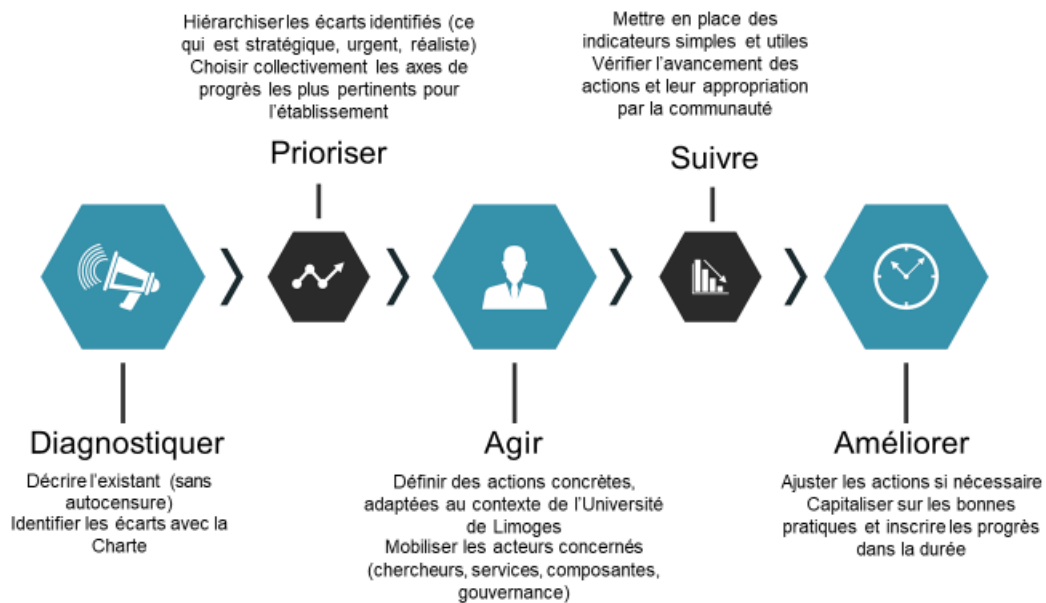 Hiérarchiser les écarts identifiés (ce
qui est stratégique, urgent, réaliste)
Choisir collectivement les axes de
progrès les plus pertinents pour
l'établissement
Prioriser
Mettre en place des
indicateurs simples et utiles
Vérifier l'avancement des
actions et leur appropriation
par la communauté
Suivre
Diagnostiquer
Décrire l'existant (sans
autocensure)
Identifier les écarts avec la
Charte
Agir
Définir des actions concrètes,
adaptées au contexte de l'Université
de Limoges
Mobiliser les acteurs concernés
(chercheurs, services, composantes,
gouvernance)
Améliorer
Ajuster les actions si nécessaire
Capitaliser sur les bonnes
pratiques et inscrire les progrès
dans la durée